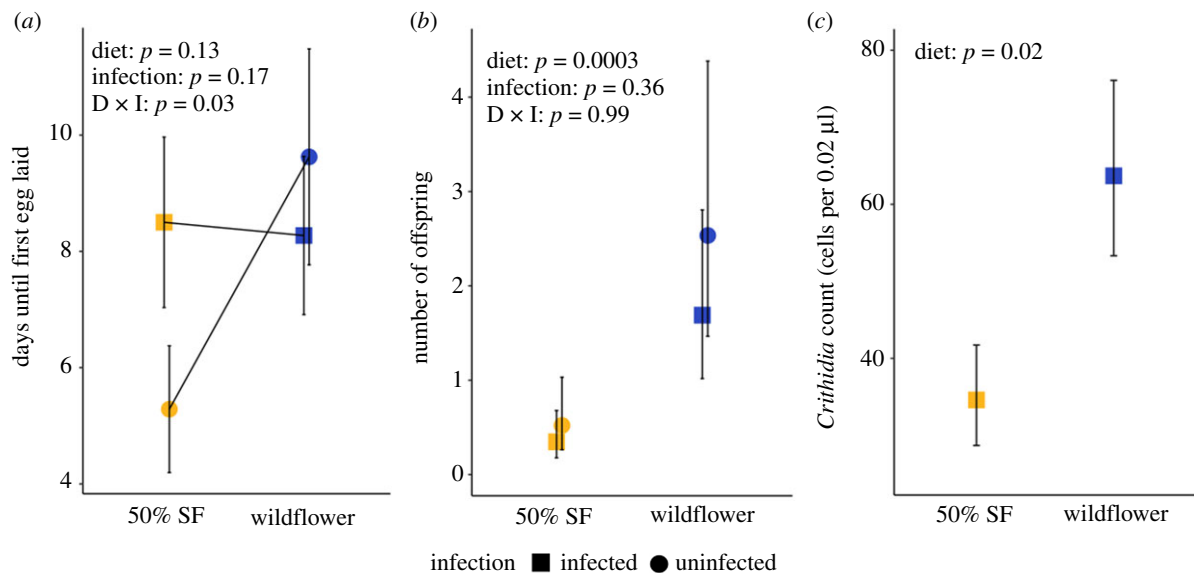 (a)
diet: p = 0.13
infection: p = 0.17
D × I: p = 0.03
days until first egg laid
10
8
6
4
50% SF wildflower
(b)
diet: p = 0.0003
infection: p = 0.36
D × I: p = 0.99
number of offspring
4
3
2
1
0
50% SF wildflower
(c)
diet: p = 0.02
Crithidia count (cells per 0.02 µl)
80
60
40
50% SF wildflower
infection infected uninfected